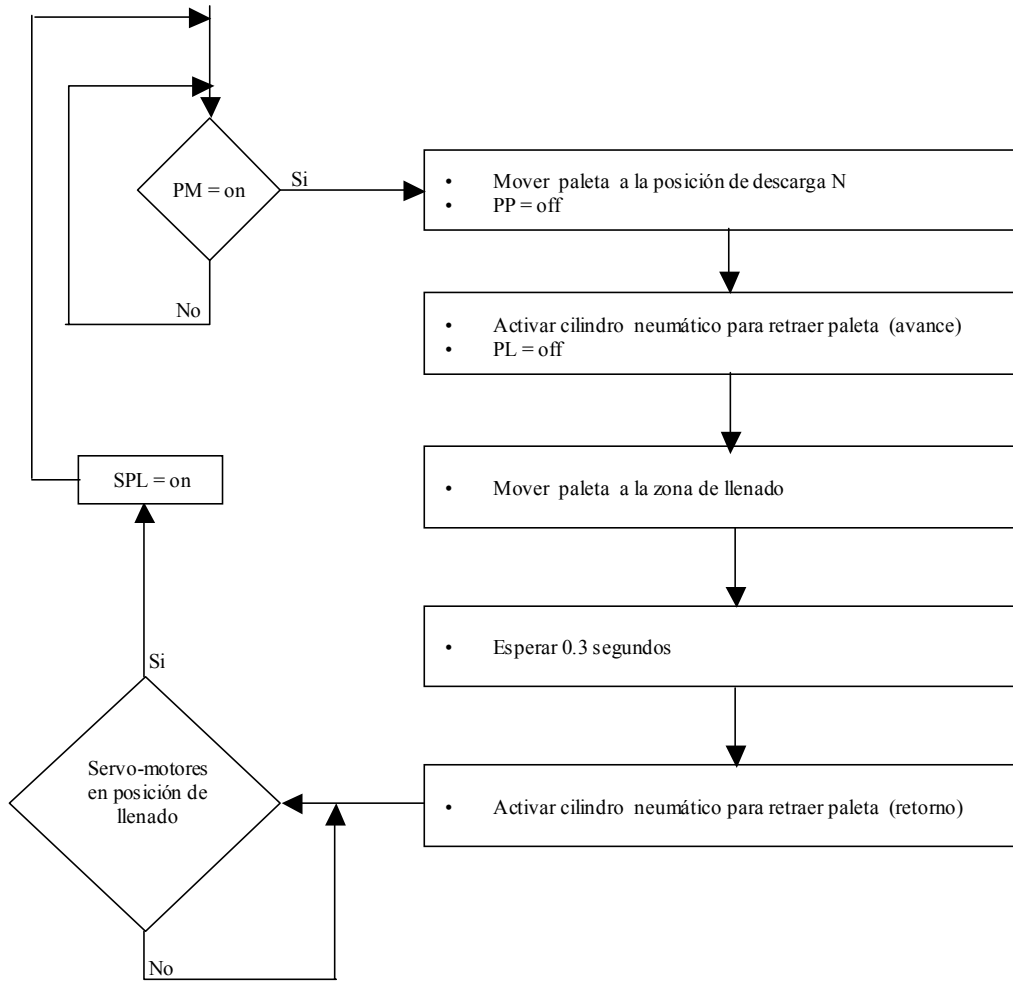 PM = on
Si
No
• Mover paleta a la posición de descarga N
• PP = off
• Activar cilindro neumático para retraer paleta (avance)
• PL = off
• Mover paleta a la zona de llenado
• Esperar 0.3 segundos
• Activar cilindro neumático para retraer paleta (retorno)
Servo-motores
en posición de
llenado
No
Si
SPL = on